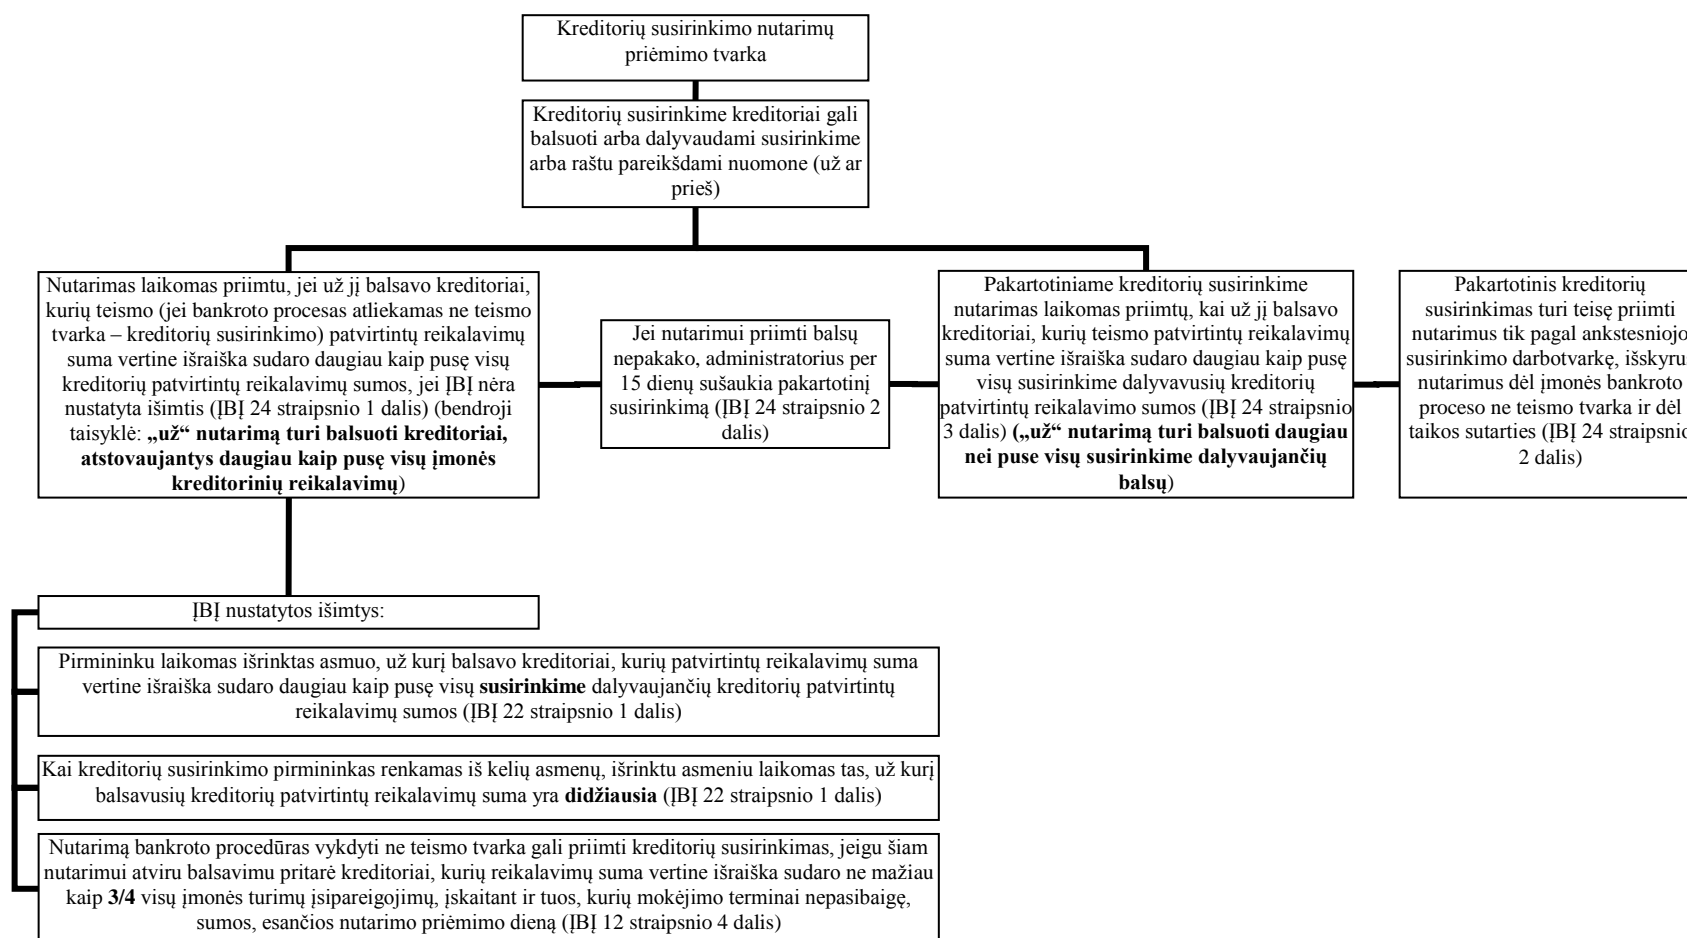 Kreditorių susirinkimo nutarimų
priėmimo tvarka
Kreditorių susirinkime kreditoriai gali
balsuoti arba dalyvaudami susirinkime
arba raštu pareikšdami nuomone (už ar
prieš)
Nutarimas laikomas priimtu, jei už jį balsavo kreditoriai,
kurių teismo (jei bankroto procesas atliekamas ne teismo
tvarka – kreditorių susirinkimo) patvirtintų reikalavimų
suma vertine išraiška sudaro daugiau kaip pusę visų
kreditorių patvirtintų reikalavimų sumos, jei ĮBĮ nėra
nustatyta išimtis (ĮBĮ 24 straipsnio 1 dalis) (bendroji
taisyklė: „už“ nutarimą turi balsuoti kreditoriai,
atstovaujantys daugiau kaip pusę visų įmonės
kreditorinių reikalavimų)
Jei nutarimui priimti balsų
nepakako, administratorius per
15 dienų sušaukia pakartotinį
susirinkimą (ĮBĮ 24 straipsnio 2
dalis)
Pakartotiniame kreditorių susirinkime
nutarimas laikomas priimtų, kai už jį balsavo
kreditoriai, kurių teismo patvirtintų reikalavimų
suma vertine išraiška sudaro daugiau kaip pusę
visų susirinkime dalyvavusių kreditorių
patvirtintų reikalavimo sumos (ĮBĮ 24 straipsnio
3 dalis) („už“ nutarimą turi balsuoti daugiau
nei puse visų susirinkime dalyvaujančių
balsų)
Pakartotinis kreditorių
susirinkimas turi teisę priimti
nutarimus tik pagal ankstesniojo
susirinkimo darbotvarkę, išskyrus
nutarimus dėl įmonės bankroto
proceso ne teismo tvarka ir dėl
taikos sutarties (ĮBĮ 24 straipsnio
2 dalis)
ĮBĮ nustatytos išimtys:
Pirmininku laikomas išrinktas asmuo, už kurį balsavo kreditoriai, kurių patvirtintų reikalavimų suma
vertine išraiška sudaro daugiau kaip pusę visų susirinkime dalyvaujančių kreditorių patvirtintų
reikalavimų sumos (ĮBĮ 22 straipsnio 1 dalis)
Kai kreditorių susirinkimo pirmininkas renkamas iš kelių asmenų, išrinktu asmeniu laikomas tas, už kurį
balsavusių kreditorių patvirtintų reikalavimų suma yra didžiausia (ĮBĮ 22 straipsnio 1 dalis)
Nutarimą bankroto procedūras vykdyti ne teismo tvarka gali priimti kreditorių susirinkimas, jeigu šiam
nutarimui atviru balsavimu pritarė kreditoriai, kurių reikalavimų suma vertine išraiška sudaro ne mažiau
kaip 3/4 visų įmonės turimų įsipareigojimų, įskaitant ir tuos, kurių mokėjimo terminai nepasibaigę,
sumos, esančios nutarimo priėmimo dieną (ĮBĮ 12 straipsnio 4 dalis)